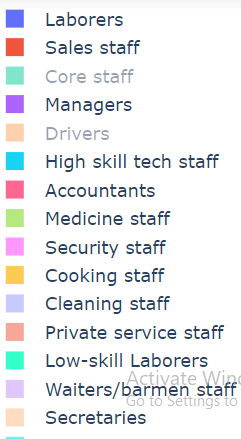 Laborers
Sales staff
Core staff
Managers
Drivers
High skill tech staff
Accountants
Medicine staff
Security staff
Cooking staff
Cleaning staff
Private service staff
Low-skill Laborers
Activate Wind
Waiters/barmen staff
Go to Settings to
Secretaries